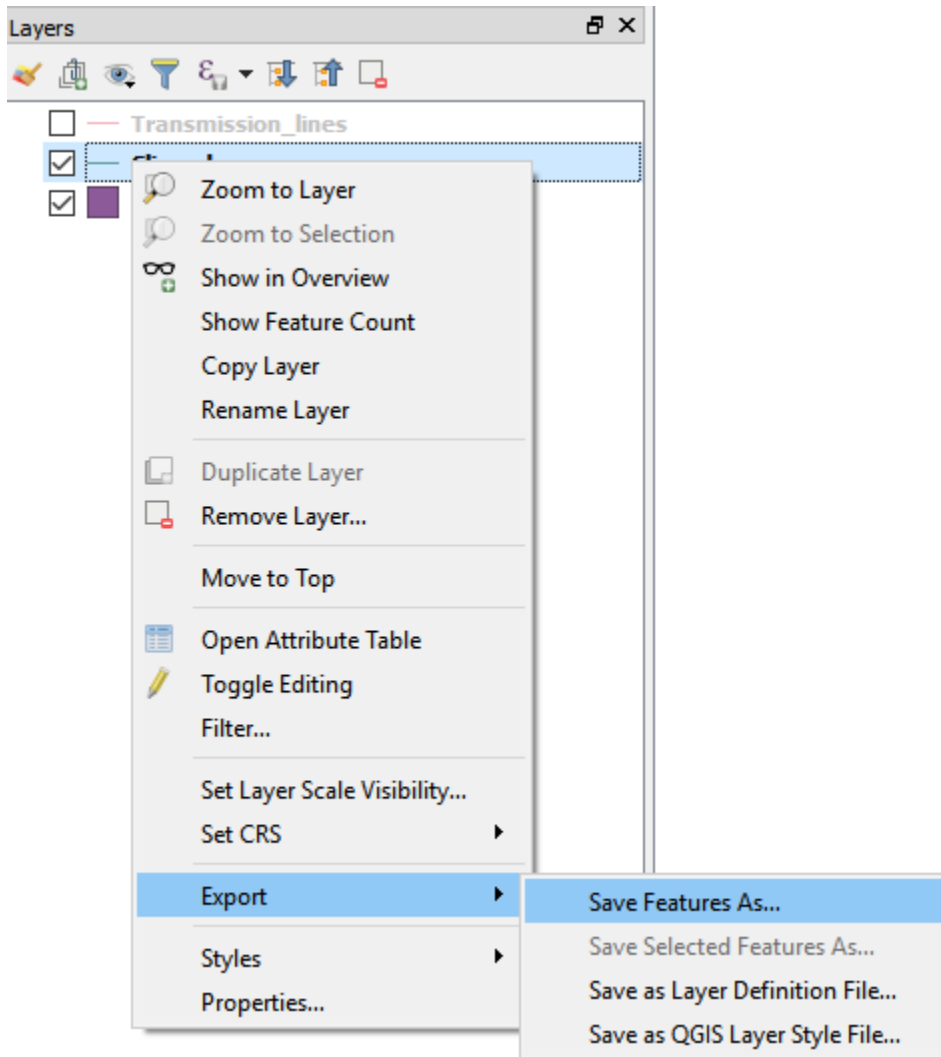 Layers
Transmission_lines
Zoom to Layer
Zoom to Selection
Show in Overview
Show Feature Count
Copy Layer
Rename Layer
Duplicate Layer
Remove Layer...
Move to Top
Open Attribute Table
Toggle Editing
Filter...
Set Layer Scale Visibility...
Set CRS
Export
Save Features As...
Save Selected Features As...
Styles
Save as Layer Definition File...
Properties...
Save as QGIS Layer Style File...